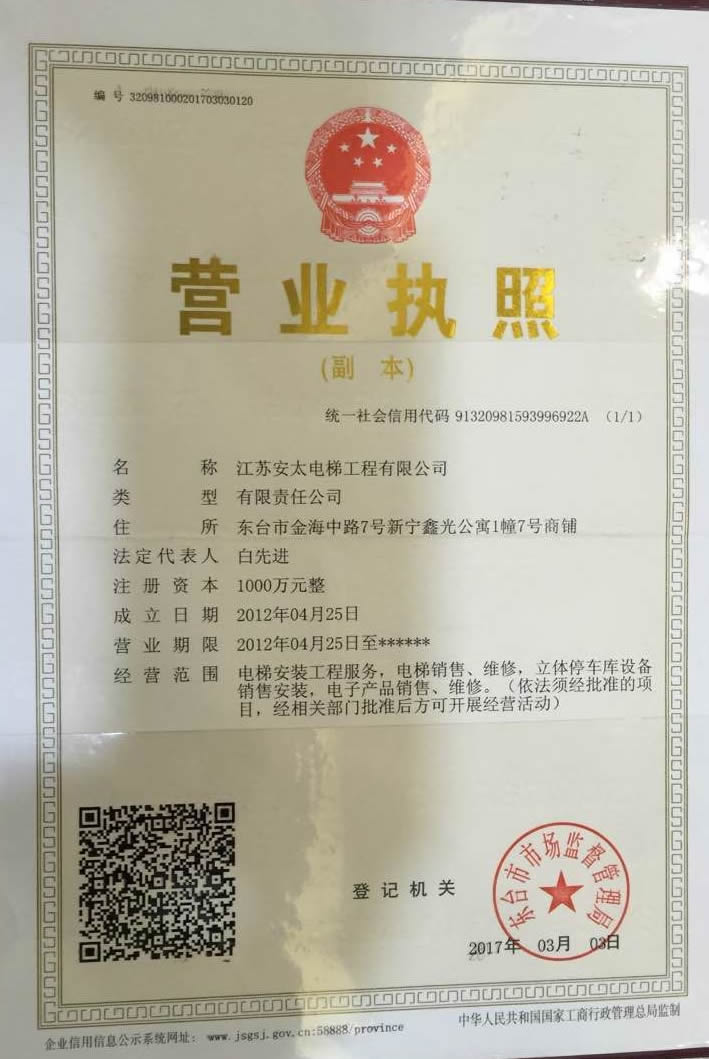 编 号 320981000201703030120
营业执照
(副 本)
统一社会信用代码 91320981593996922A (1/1)
名 称 江苏安太电梯工程有限公司
类 型 有限责任公司
住 所 东台市金海中路7号新宁鑫光公寓1幢7号商铺
法定代表人 白先进
注册资本 1000万元整
成立日期 2012年04月25日
营业期限 2012年04月25日至******
经营范围 电梯安装工程服务，电梯销售、维修，立体停车库设备
销售安装，电子产品销售、维修。（依法须经批准的项
目，经相关部门批准后方可开展经营活动）
登记机关
东台市市场监督管理局
2017年 03月 03日
企业信用信息公示系统网址： www.jsgsj.gov.cn:58888/province
中华人民共和国国家工商行政管理总局监制